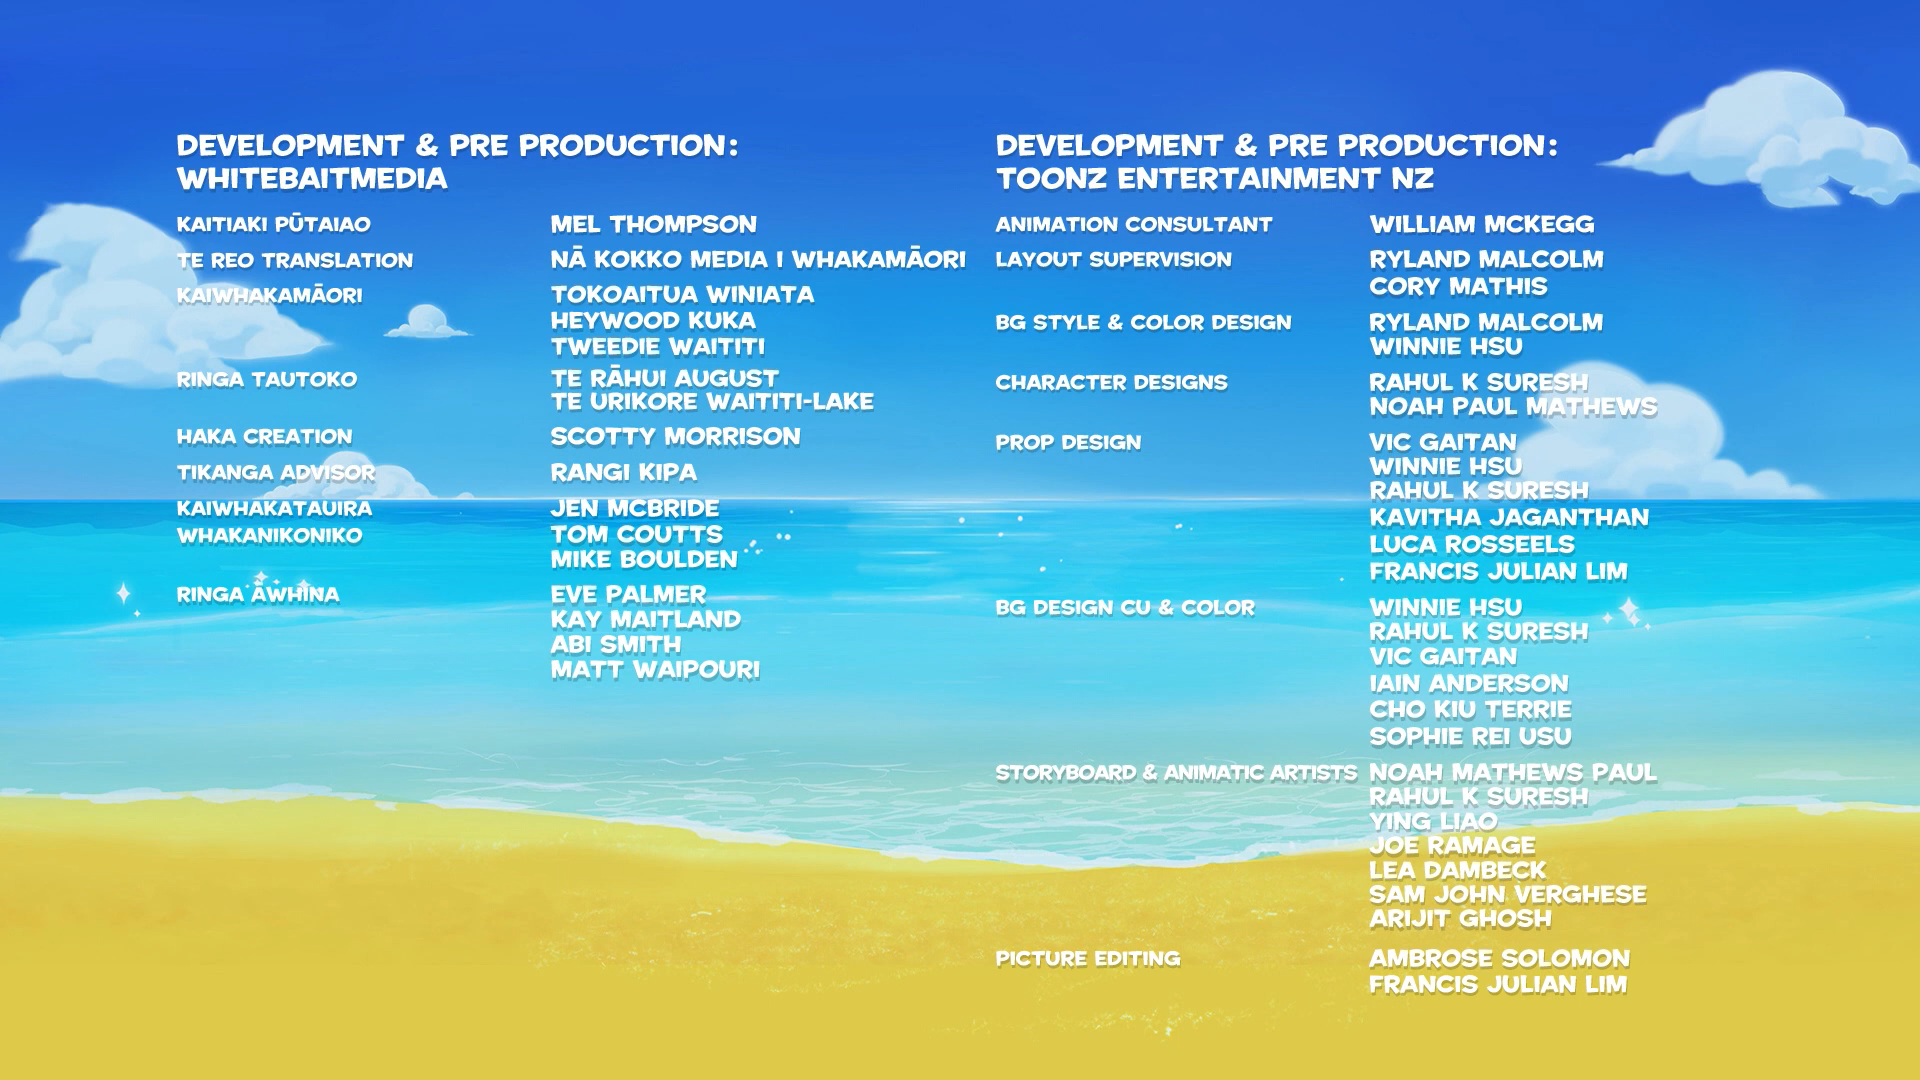 DEVELOPMENT & PRE PRODUCTION:
WHITEBAITMEDIA
KAITIAKI PŪTAIAO MEL THOMPSON
TE REO TRANSLATION NĀ KOKKO MEDIA I WHAKAMĀORI
KAIWHAKAMĀORI TOKOAITUA WINIATA
HEYWOOD KUKA
TWEEDIE WAITITI
RINGA TAUTOKO TE RĀHUI AUGUST
TE URIKORE WAITITI-LAKE
HAKA CREATION SCOTTY MORRISON
TIKANGA ADVISOR RANGI KIPA
KAIWHAKATAUIRA JEN MCBRIDE
WHAKANIKONIKO TOM COUTTS
MIKE BOULDEN
RINGA ĀWHINA EVE PALMER
KAY MAITLAND
ABI SMITH
MATT WAIPOURI
DEVELOPMENT & PRE PRODUCTION:
TOONZ ENTERTAINMENT NZ
ANIMATION CONSULTANT WILLIAM MCKEGG
LAYOUT SUPERVISION RYLAND MALCOLM
CORY MATHIS
BG STYLE & COLOR DESIGN RYLAND MALCOLM
WINNIE HSU
CHARACTER DESIGNS RAHUL K SURESH
NOAH PAUL MATHEWS
PROP DESIGN VIC GAITAN
WINNIE HSU
RAHUL K SURESH
KAVITHA JAGANTHAN
LUCA ROSSEELS
FRANCIS JULIAN LIM
BG DESIGN CU & COLOR WINNIE HSU
RAHUL K SURESH
VIC GAITAN
IAIN ANDERSON
CHO KIU TERRIE
SOPHIE REI USU
STORYBOARD & ANIMATIC ARTISTS NOAH MATHEWS PAUL
RAHUL K SURESH
YING LIAO
JOE RAMAGE
LEA DAMBECK
SAM JOHN VERGHESE
ARIJIT GHOSH
PICTURE EDITING AMBROSE SOLOMON
FRANCIS JULIAN LIM